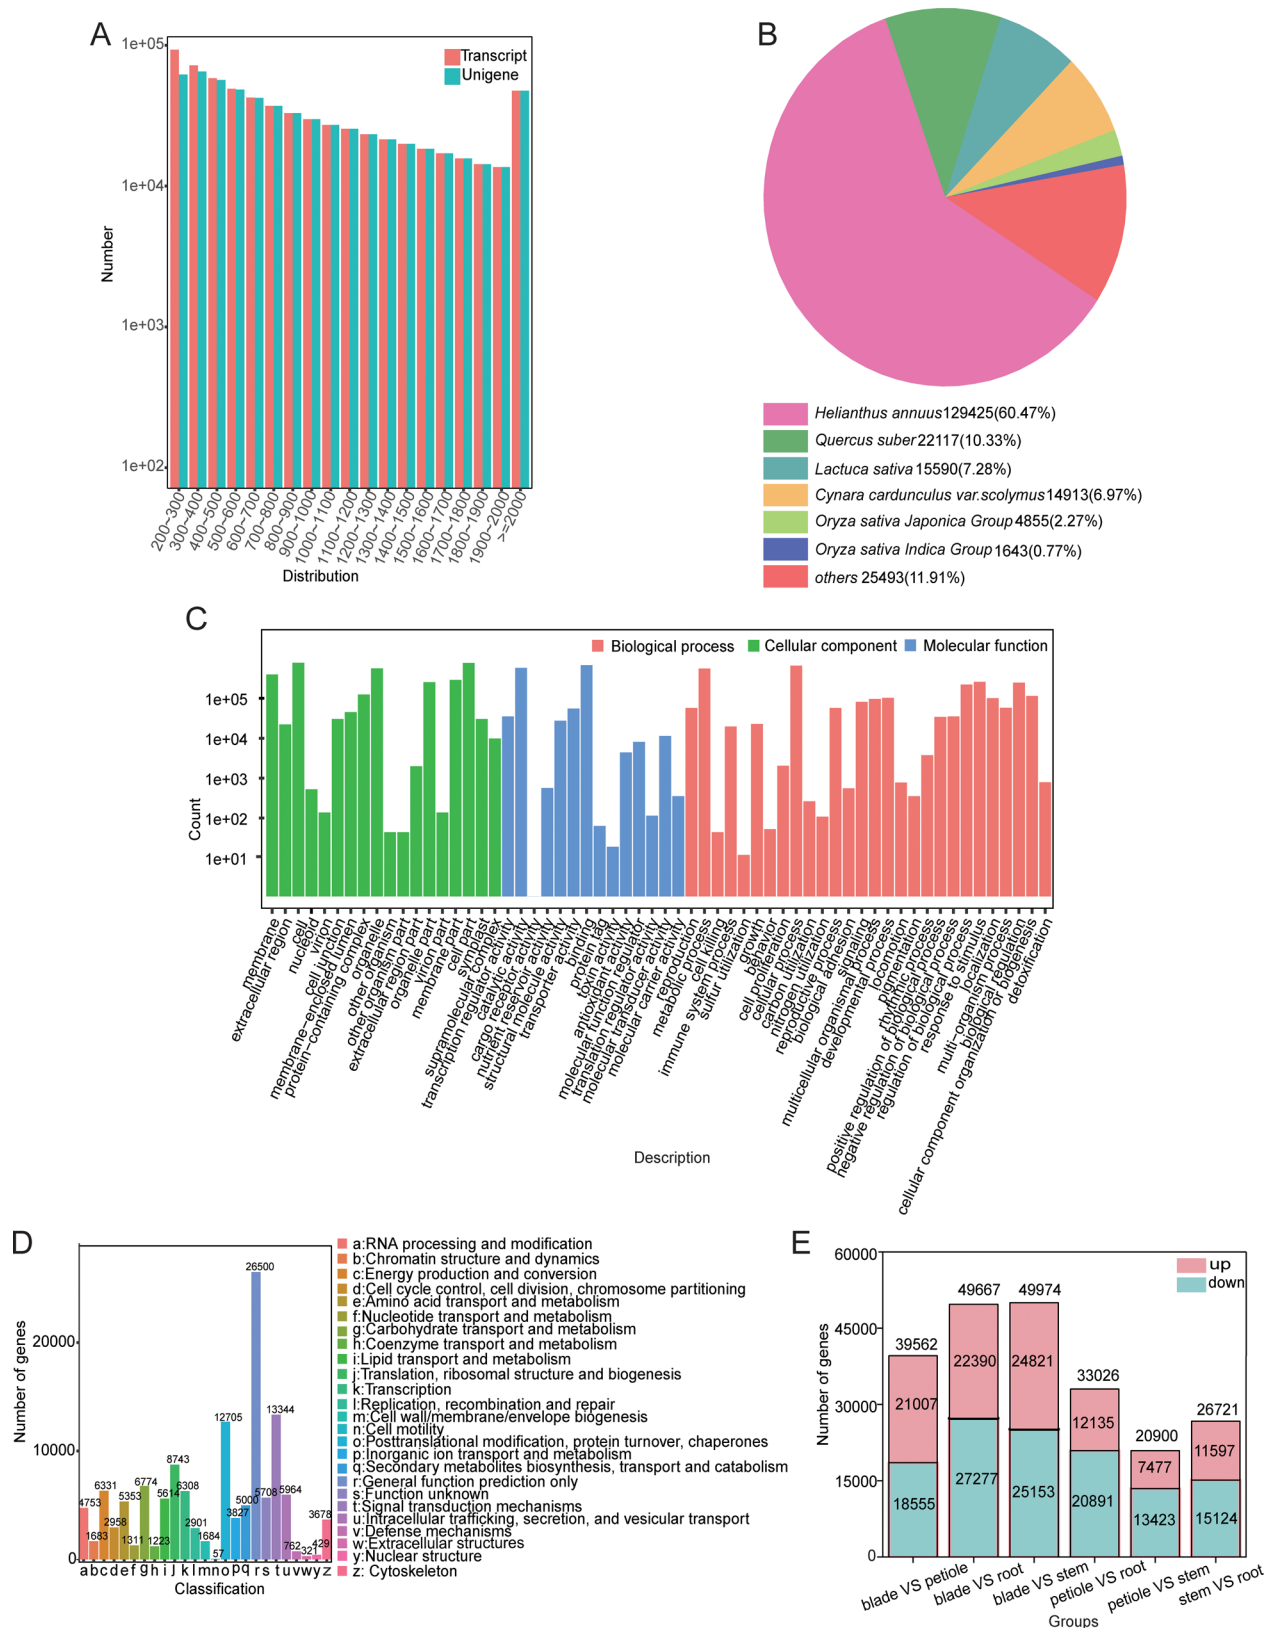 A
1e+05
1e+04
1e+03
1e+02
Number
Transcript
Unigene
200~300
300~400
400~500
500~600
600~700
700~800
800~900
900~1000
1000~1100
1100~1200
1200~1300
1300~1400
1400~1500
1500~1600
1600~1700
1700~1800
1800~1900
1900~2000
>=2000
Distribution
B
Helianthus annuus129425(60.47%)
Quercus suber22117(10.33%)
Lactuca sativa 15590(7.28%)
Cynara cardunculus var.scolymus14913(6.97%)
Oryza sativa Japonica Group 4855(2.27%)
Oryza sativa Indica Group 1643(0.77%)
others 25493(11.91%)
C
Biological process
Cellular component
Molecular function
1e+05
1e+04
1e+03
1e+02
1e+01
Count
membrane
extracellular region
cell
nucleoid
virion
cell junction
membrane−enclosed lumen
protein−containing complex
organelle
other organism
other organism part
extracellular region part
organelle part
virion part
membrane part
cell part
symplast
supramolecular complex
transcription regulator activity
catalytic activity
cargo receptor activity
nutrient reservoir activity
structural molecule activity
transporter activity
binding
protein tag
toxin activity
antioxidant activity
molecular function regulator
translation regulator activity
molecular transducer activity
molecular carrier activity
reproduction
metabolic process
cell killing
immune system process
sulfur utilization
growth
behavior
cell proliferation
cellular process
carbon utilization
nitrogen utilization
reproductive process
biological adhesion
signaling
multicellular organismal process
developmental process
locomotion
pigmentation
rhythmic process
positive regulation of biological process
negative regulation of biological process
regulation of biological process
response to stimulus
localization
multi−organism process
biological regulation
cellular component organization or biogenesis
detoxification
Description
D
20000
10000
0
Number of genes
4753
1683
6331
2958
5353
1311
6774
1223
5614
8743
6308
2901
1684
57
12705
3827
5000
26500
5708
13344
5964
762
321
429
3678
a b c d e f g h i j k l m n o p q r s t u v w y z
Classification
a:RNA processing and modification
b:Chromatin structure and dynamics
c:Energy production and conversion
d:Cell cycle control, cell division, chromosome partitioning
e:Amino acid transport and metabolism
f:Nucleotide transport and metabolism
g:Carbohydrate transport and metabolism
h:Coenzyme transport and metabolism
i:Lipid transport and metabolism
j:Translation, ribosomal structure and biogenesis
k:Transcription
l:Replication, recombination and repair
m:Cell wall/membrane/envelope biogenesis
n:Cell motility
o:Posttranslational modification, protein turnover, chaperones
p:Inorganic ion transport and metabolism
q:Secondary metabolites biosynthesis, transport and catabolism
r:General function prediction only
s:Function unknown
t:Signal transduction mechanisms
u:Intracellular trafficking, secretion, and vesicular transport
v:Defense mechanisms
w:Extracellular structures
y:Nuclear structure
z: Cytoskeleton
E
60000
45000
30000
15000
0
Number of genes
up
down
39562
21007
18555
49667
22390
27277
49974
24821
25153
33026
12135
20891
20900
7477
13423
26721
11597
15124
blade VS petiole
blade VS root
blade VS stem
petiole VS root
petiole VS stem
stem VS root
Groups